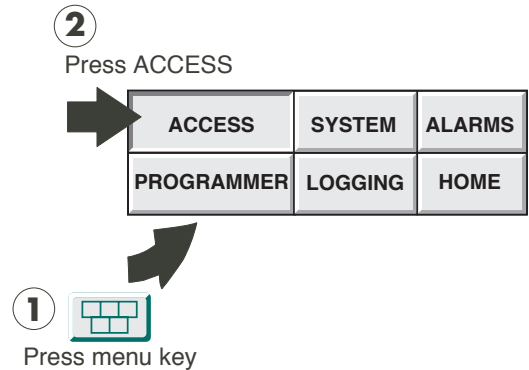 2
Press ACCESS
ACCESS SYSTEM ALARMS
PROGRAMMER LOGGING HOME
1
Press menu key